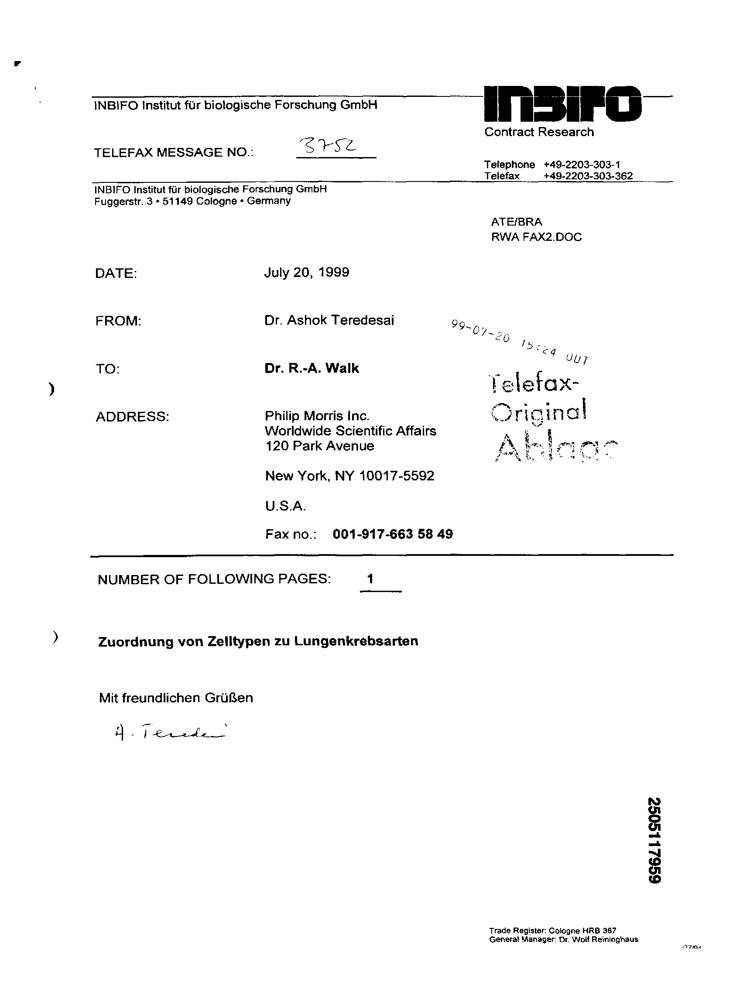 INBIFO Institut für biologische Forschung GmbH
INBIFO
Contract Research
TELEFAX MESSAGE NO.: 3752
Telephone +49-2203-303-1
Telefax +49-2203-303-362
INBIFO Institut für biologische Forschung GmbH
Fuggerstr. 3 • 51149 Cologne • Germany
ATE/BRA
RWA FAX2.DOC
DATE: July 20, 1999
FROM: Dr. Ashok Teredesai
99-07-20 15:24 OUT
TO: Dr. R.-A. Walk
Telefax-
Original
Ablage
ADDRESS: Philip Morris Inc.
Worldwide Scientific Affairs
120 Park Avenue
New York, NY 10017-5592
U.S.A.
Fax no.: 001-917-663 58 49
NUMBER OF FOLLOWING PAGES: 1
Zuordnung von Zelltypen zu Lungenkrebsarten
Mit freundlichen Grüßen
2505117959
Trade Register: Cologne HRB 367
General Manager: Dr. Wolf Reininghaus